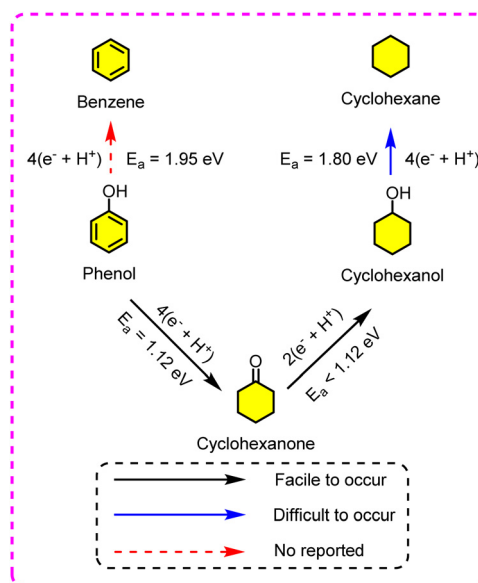 Benzene
Cyclohexane
4(e⁻ + H⁺) Eₐ = 1.95 eV
Eₐ = 1.80 eV 4(e⁻ + H⁺)
OH
OH
Phenol
Cyclohexanol
4(e⁻ + H⁺)
Eₐ = 1.12 eV
2(e⁻ + H⁺)
Eₐ < 1.12 eV
O
Cyclohexanone
Facile to occur
Difficult to occur
No reported